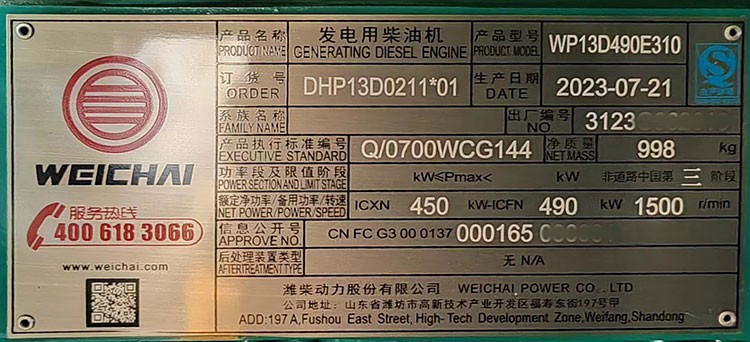 WEICHAI
服务热线
400 618 3066
www.weichai.com
产品名称 发电用柴油机 产品型号 WP13D490E310
PRODUCT NAME GENERATING DIESEL ENGINE PRODUCT MODEL
订货号 DHP13D0211*01 生产日期 2023-07-21
ORDER DATE
系族名称 出厂编号 3123
FAMILY NAME NO
产品执行标准编号 Q/0700WCG144 净质量 998 kg
EXECUTIVE STANDARD NET MASS
功率段及限值阶段 kW≤Pmax< kW 非道路中国第 三 阶段
POWER SECTION AND LIMIT STAGE
额定净功率/备用功率/转速 ICXN 450 kW-ICFN 490 kW 1500 r/min
NET POWER/POWER/SPEED
信息公开号 CN FC G3 00 0137 000165
APPROVE NO.
后处理装置类型 无 N/A
AFTERTREATMENT TYPE
潍柴动力股份有限公司 WEICHAI POWER CO., LTD
公司地址: 山东省潍坊市高新技术产业开发区福寿东街197号甲
ADD:197 A,Fushou East Street, High-Tech Development Zone,Weifang,Shandong